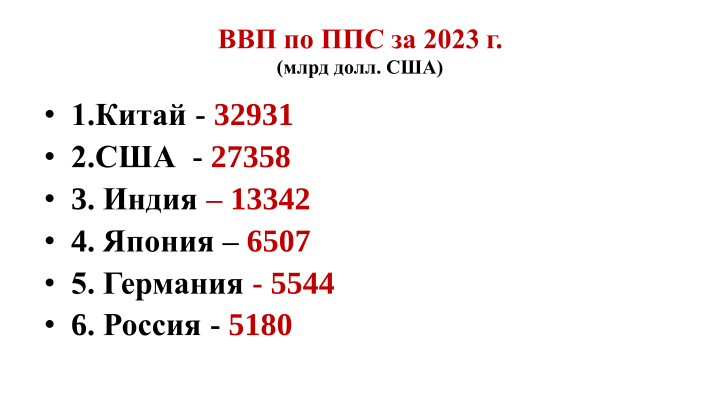 ВВП по ППС за 2023 г.
(млрд долл. США)
• 1.Китай - 32931
• 2.США - 27358
• 3. Индия – 13342
• 4. Япония – 6507
• 5. Германия - 5544
• 6. Россия - 5180